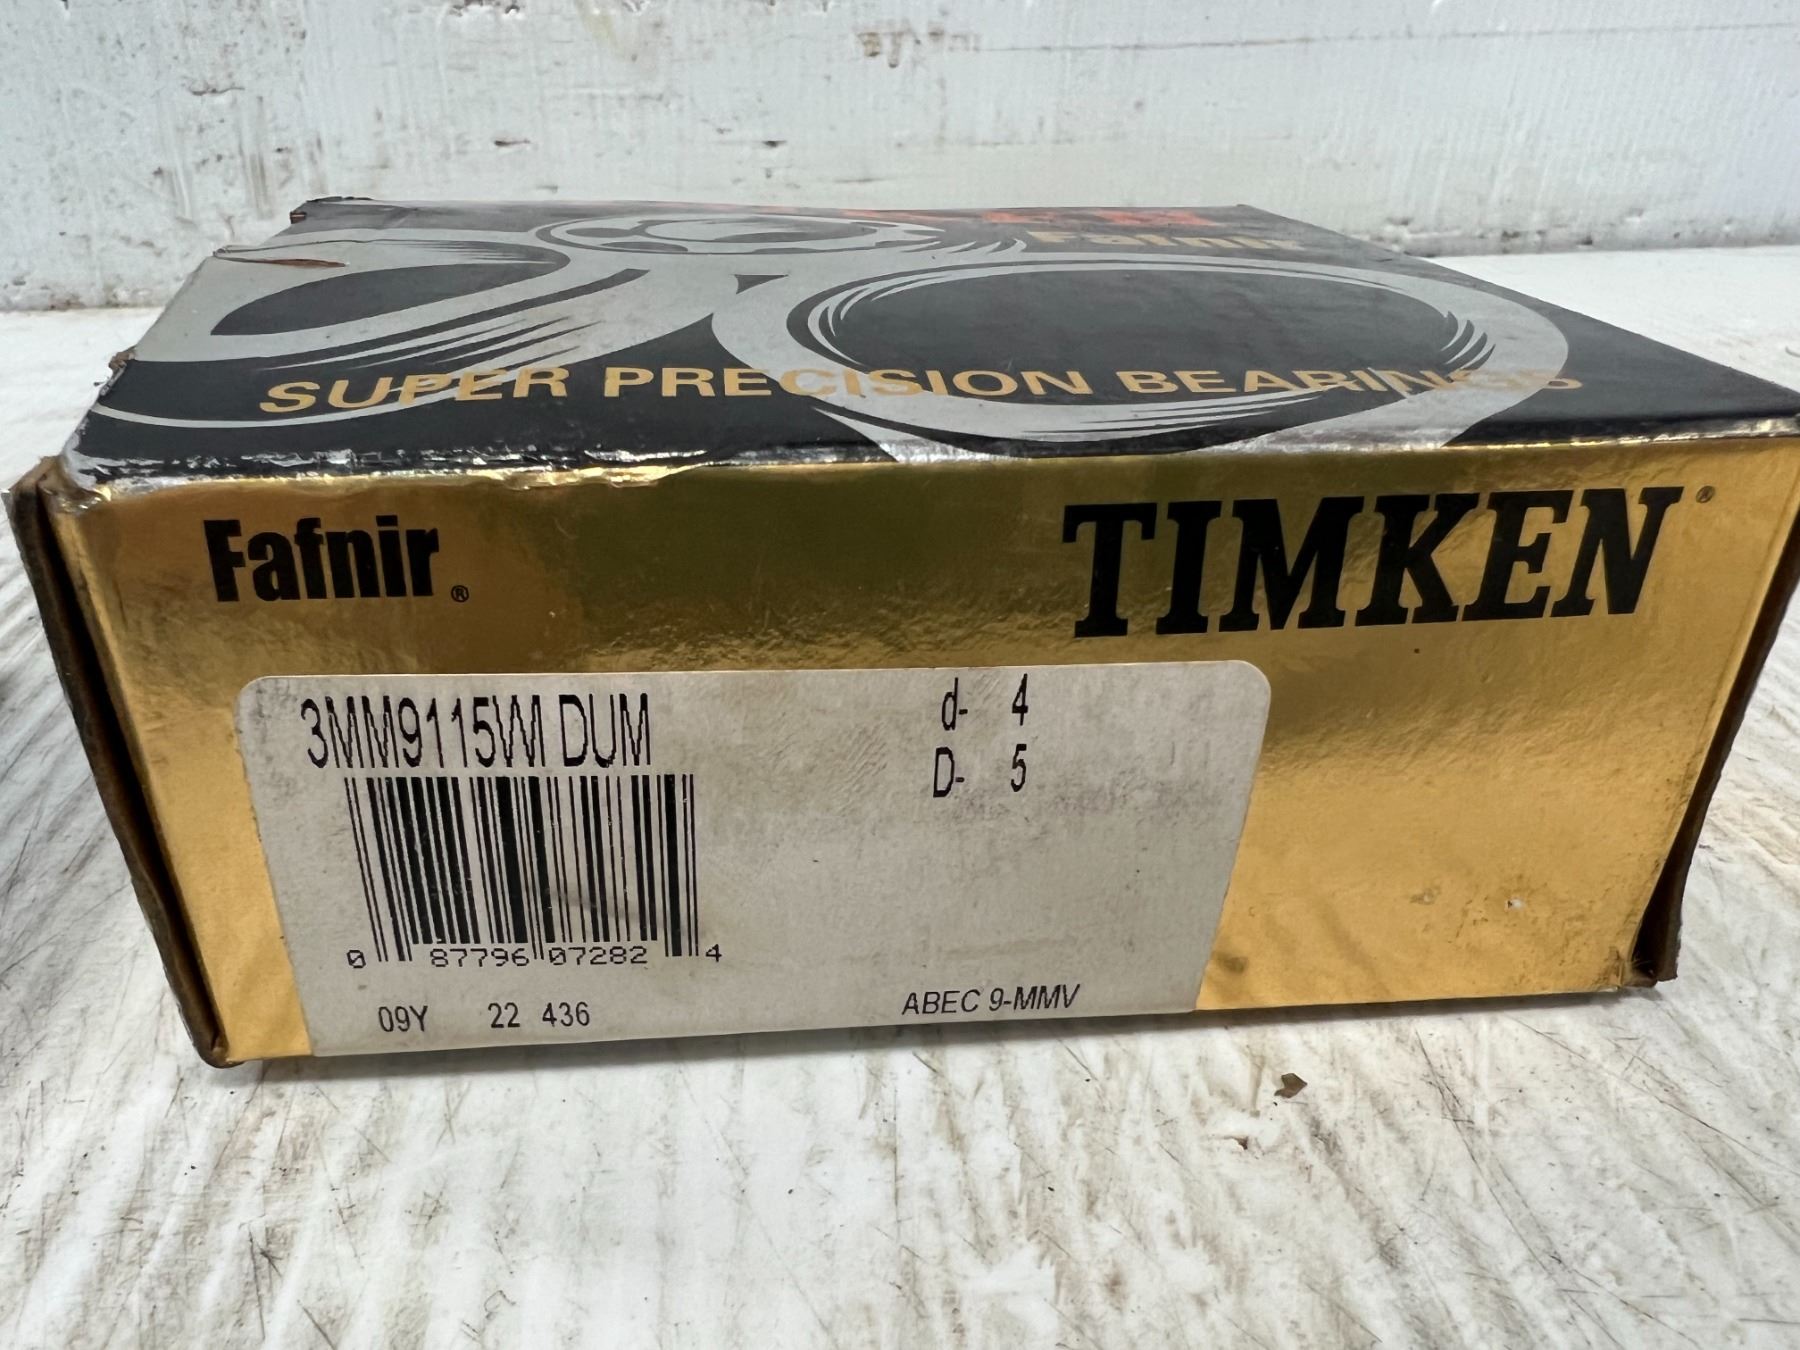 Fafnir
SUPER PRECISION BEARINGS
Fafnir®
TIMKEN®
3MM9115WI DUM
d- 4
D- 5
0 87796 07282 4
09Y 22 436
ABEC 9-MMV